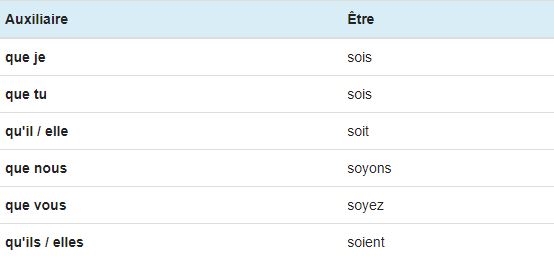 Auxiliaire Être
que je sois
que tu sois
qu'il / elle soit
que nous soyons
que vous soyez
qu'ils / elles soient